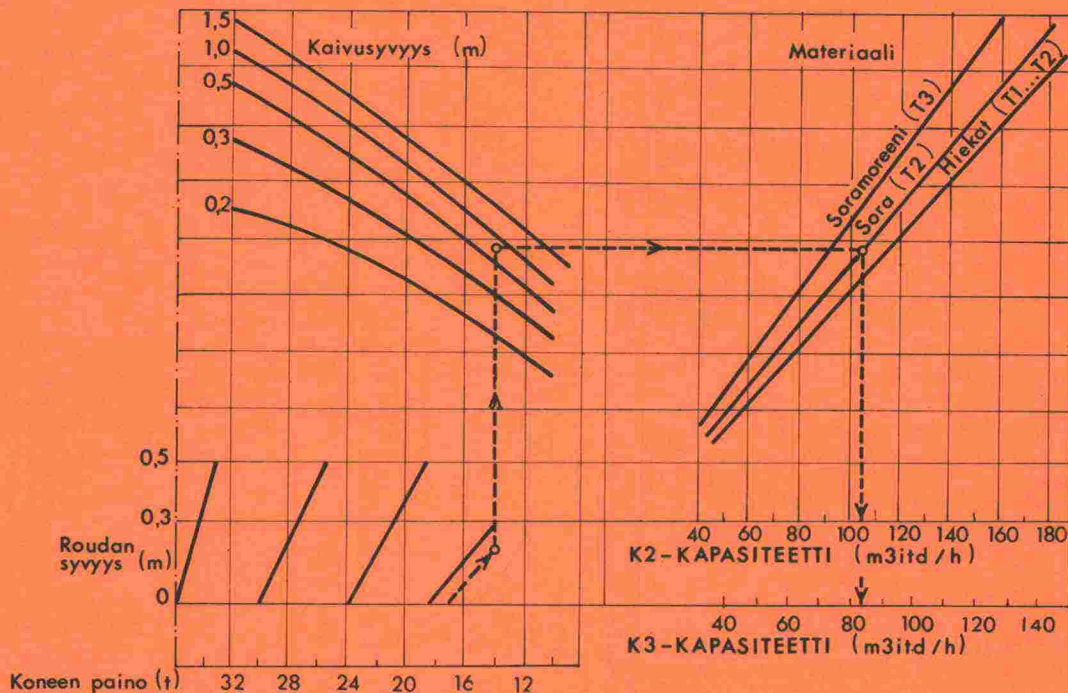 Kaivusyvyys (m)
1,5
1,0
0,5
0,3
0,2
Materiaali
Soramoreeni (T3)
Sora (T2)
Hiekat (T1...T2)
0,5
0,3
Roudan
syvyys (m)
0
Koneen paino (t) 32 28 24 20 16 12
40 60 80 100 120 140 160 180
K2-KAPASITEETTI (m3itd/h)
40 60 80 100 120 140
K3-KAPASITEETTI (m3itd/h)